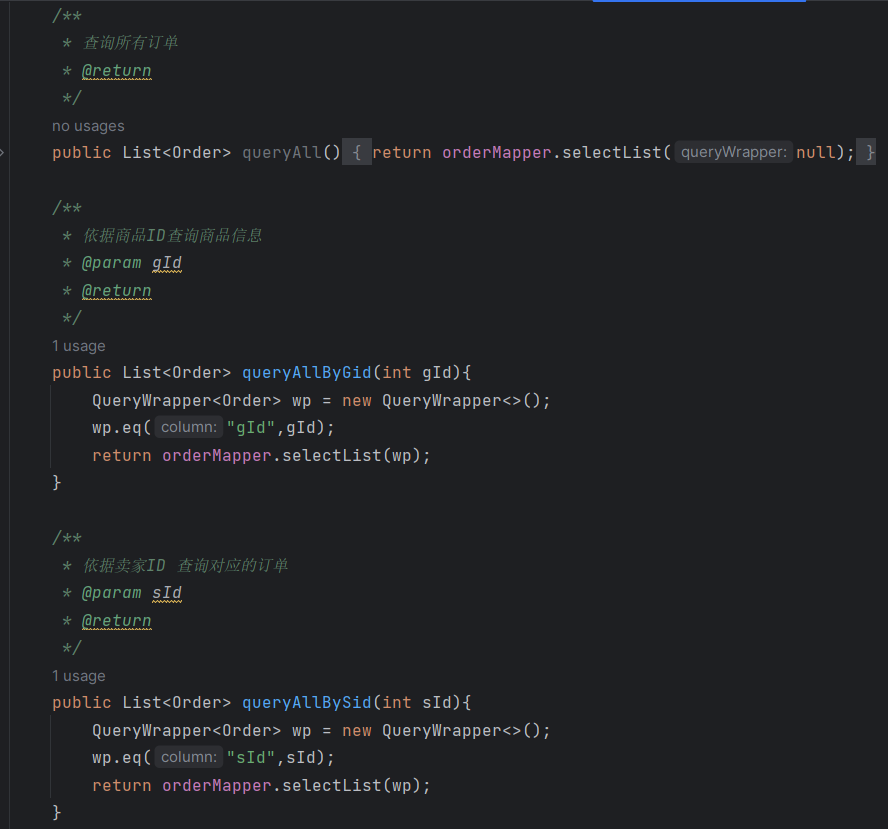 /**
 * 查询所有订单
 * @return
 */
no usages
public List<Order> queryAll() { return orderMapper.selectList( queryWrapper: null); }
/**
 * 依据商品ID查询商品信息
 * @param gId
 * @return
 */
1 usage
public List<Order> queryAllByGid(int gId){
    QueryWrapper<Order> wp = new QueryWrapper<>();
    wp.eq( column: "gId",gId);
    return orderMapper.selectList(wp);
}
/**
 * 依据卖家ID 查询对应的订单
 * @param sId
 * @return
 */
1 usage
public List<Order> queryAllBySid(int sId){
    QueryWrapper<Order> wp = new QueryWrapper<>();
    wp.eq( column: "sId",sId);
    return orderMapper.selectList(wp);
}